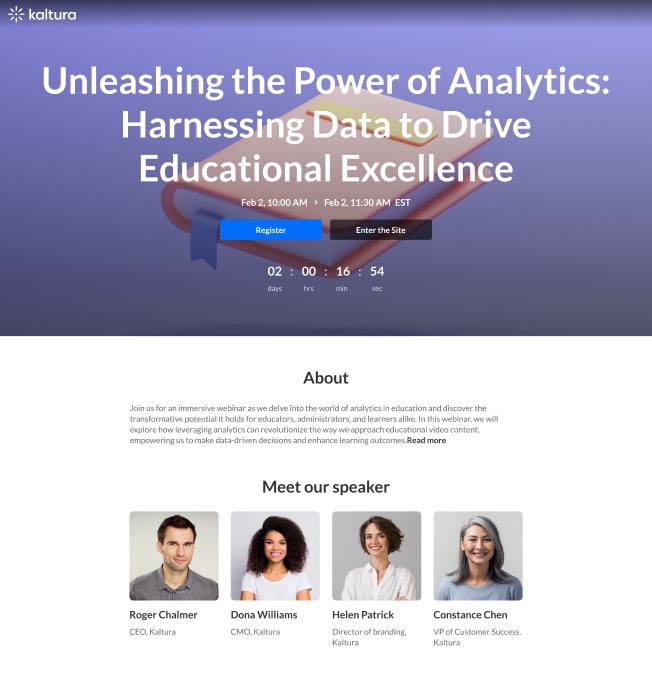 kaltura
Unleashing the Power of Analytics:
Harnessing Data to Drive
Educational Excellence
Feb 2, 10:00 AM > Feb 2, 11:30 AM EST
Register Enter the Site
02 : 00 : 16 : 54
days hrs min sec
About
Join us for an immersive webinar as we delve into the world of analytics in education and discover the
transformative potential it holds for educators, administrators, and learners alike. In this webinar, we will
explore how leveraging analytics can revolutionize the way we approach educational video content,
empowering us to make data-driven decisions and enhance learning outcomes.Read more
Meet our speaker
Roger Chalmer Dona Williams Helen Patrick Constance Chen
CEO, Kaltura CMO, Kaltura Director of branding, VP of Customer Success,
Kaltura Kaltura